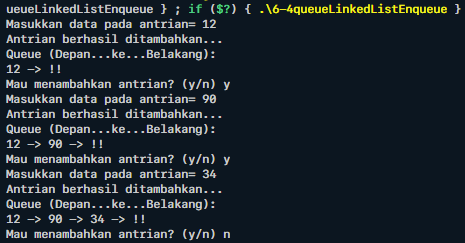 ueueLinkedListEnqueue } ; if ($?) { .\6-4queueLinkedListEnqueue }
Masukkan data pada antrian= 12
Antrian berhasil ditambahkan...
Queue (Depan...ke...Belakang):
12 -> !!
Mau menambahkan antrian? (y/n) y
Masukkan data pada antrian= 90
Antrian berhasil ditambahkan...
Queue (Depan...ke...Belakang):
12 -> 90 -> !!
Mau menambahkan antrian? (y/n) y
Masukkan data pada antrian= 34
Antrian berhasil ditambahkan...
Queue (Depan...ke...Belakang):
12 -> 90 -> 34 -> !!
Mau menambahkan antrian? (y/n) n